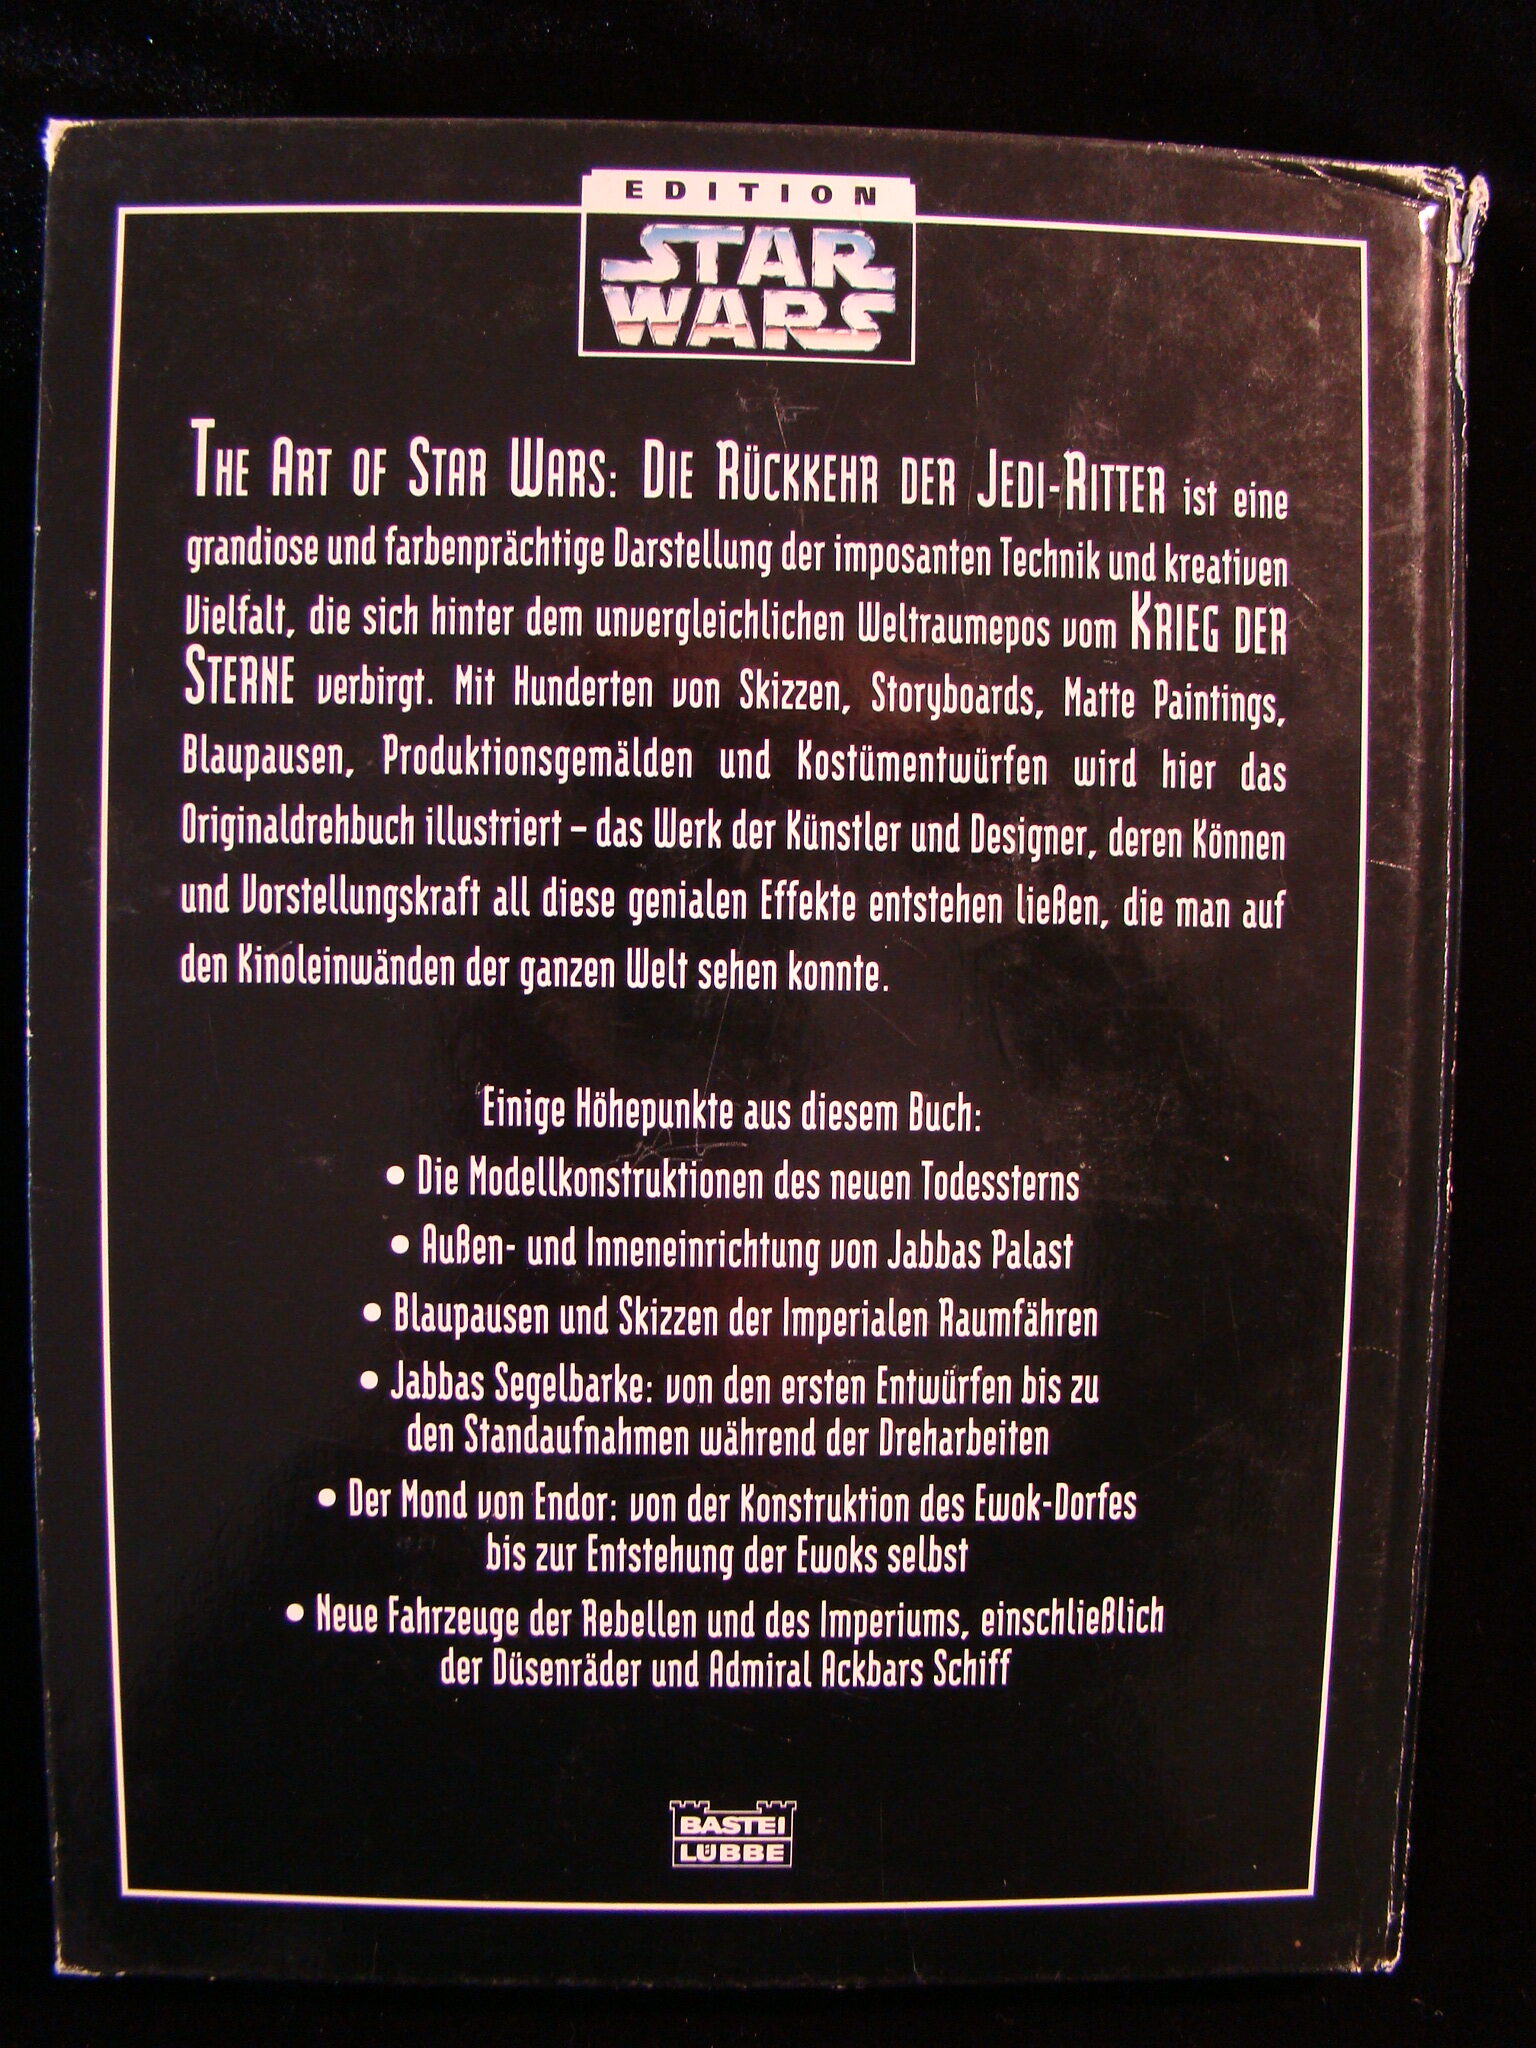 EDITION
STAR
WARS
THE ART OF STAR WARS: DIE RÜCKKEHR DER JEDI-RITTER ist eine
grandiose und farbenprächtige Darstellung der imposanten Technik und kreativen
Vielfalt, die sich hinter dem unvergleichlichen Weltraumepos vom KRIEG DER
STERNE verbirgt. Mit Hunderten von Skizzen, Storyboards, Matte Paintings,
Blaupausen, Produktionsgemälden und Kostümentwürfen wird hier das
Originaldrehbuch illustriert – das Werk der Künstler und Designer, deren Können
und Vorstellungskraft all diese genialen Effekte entstehen ließen, die man auf
den Kinoleinwänden der ganzen Welt sehen konnte.
Einige Höhepunkte aus diesem Buch:
• Die Modellkonstruktionen des neuen Todessterns
• Außen- und Inneneinrichtung von Jabbas Palast
• Blaupausen und Skizzen der Imperialen Raumfähren
• Jabbas Segelbarke: von den ersten Entwürfen bis zu
den Standaufnahmen während der Dreharbeiten
• Der Mond von Endor: von der Konstruktion des Ewok-Dorfes
bis zur Entstehung der Ewoks selbst
• Neue Fahrzeuge der Rebellen und des Imperiums, einschließlich
der Düsenräder und Admiral Ackbars Schiff
BASTEI
LÜBBE